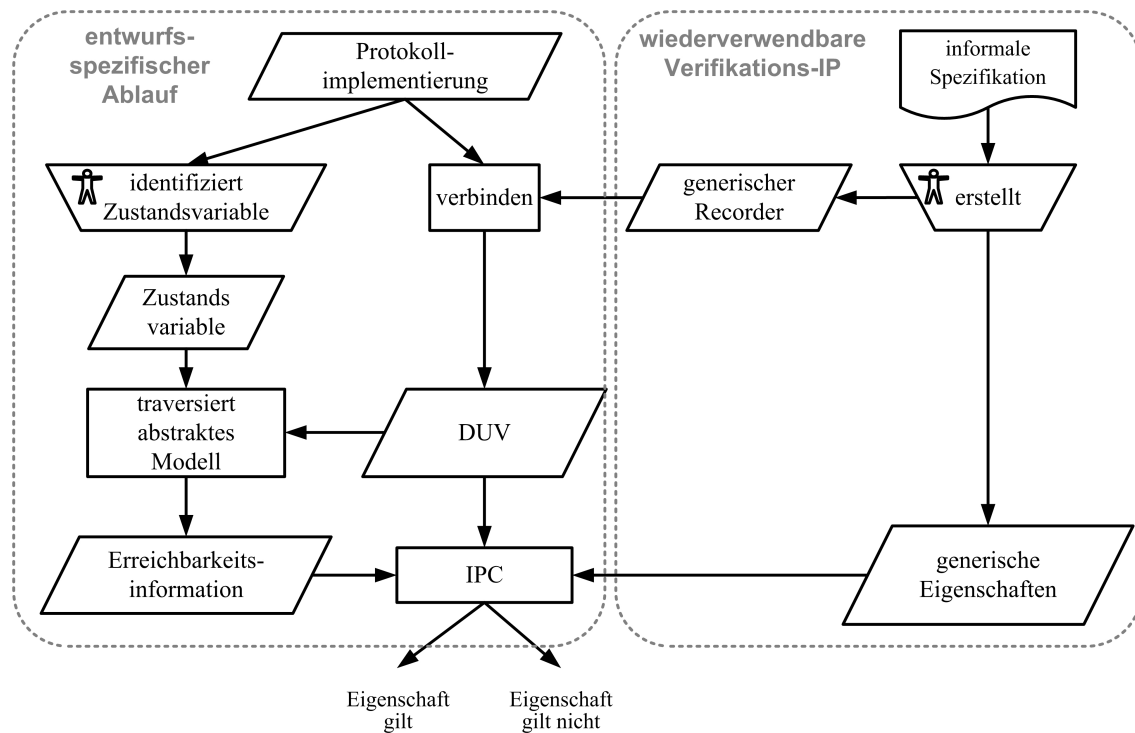 entwurfs-
spezifischer
Ablauf
Protokoll-
implementierung
wiederverwendbare
Verifikations-IP
informale
Spezifikation
identifiziert
Zustandsvariable
verbinden
generischer
Recorder
erstellt
Zustands
variable
traversiert
abstraktes
Modell
DUV
Erreichbarkeits-
information
IPC
generische
Eigenschaften
Eigenschaft
gilt
Eigenschaft
gilt nicht